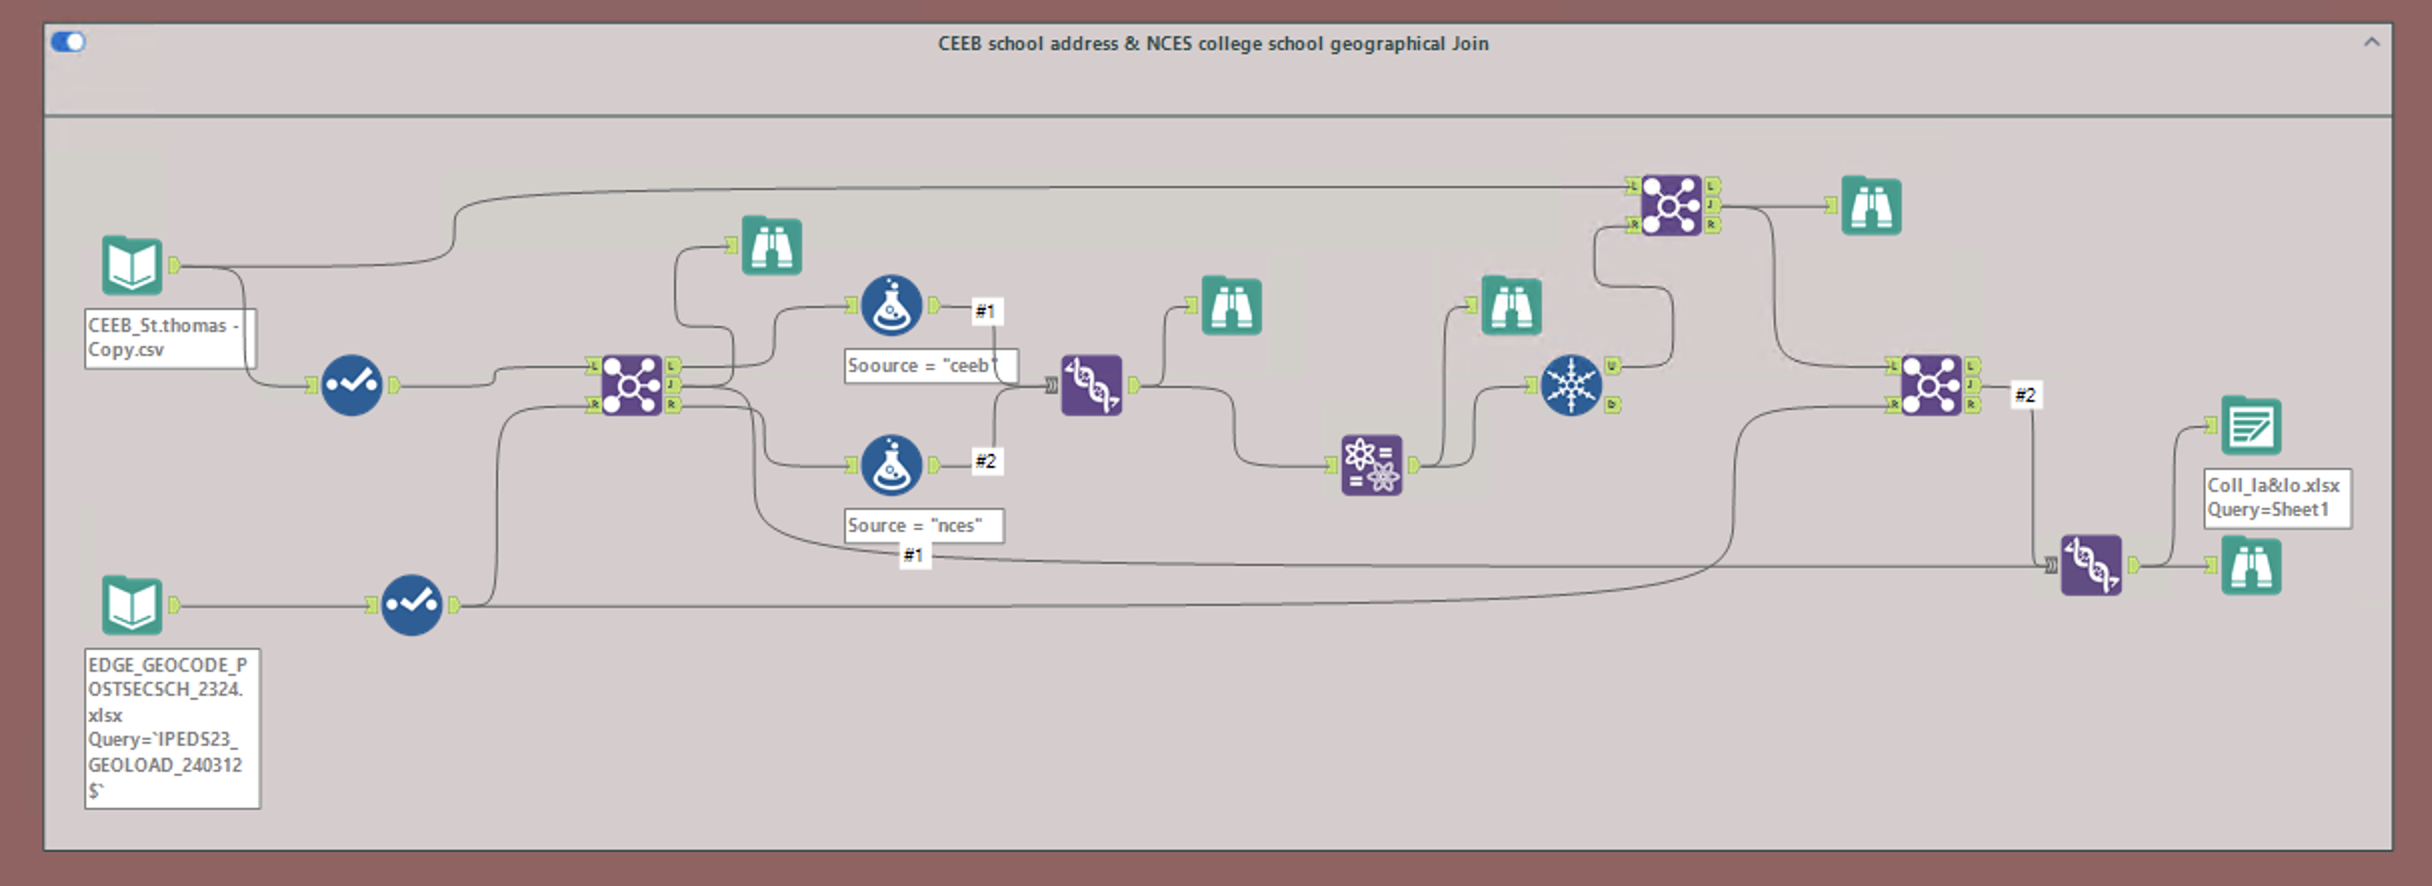 CEEB school address & NCES college school geographical Join
CEEB_St.thomas -
Copy.csv
#1
Soource = "ceeb"
#2
Source = "nces"
#1
#2
Coll_la&lo.xlsx
Query=Sheet1
EDGE_GEOCODE_P
OSTSECSCH_2324.
xlsx
Query=`IPEDS23_
GEOLOAD_240312
$`
L
R
L
J
R
L
R
L
J
R
U
D
L
R
L
J
R